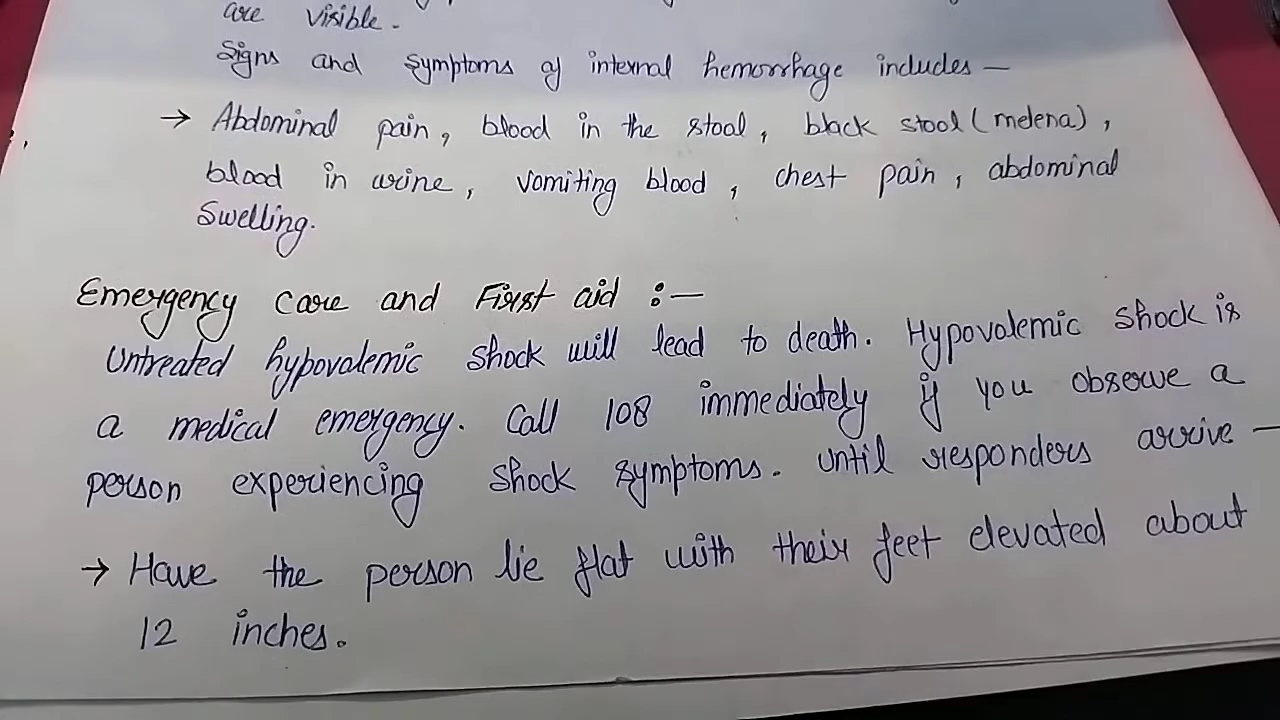 are visible.
Signs and symptoms of internal hemorrhage includes —
→ Abdominal pain, blood in the stool, black stool (melena),
blood in urine, vomiting blood, chest pain, abdominal
swelling.
Emergency care and First aid :—
Untreated hypovolemic shock will lead to death. Hypovolemic shock is
a medical emergency. Call 108 immediately if you observe a
person experiencing shock symptoms. Until responders arrive —
→ Have the person lie flat with their feet elevated about
12 inches.